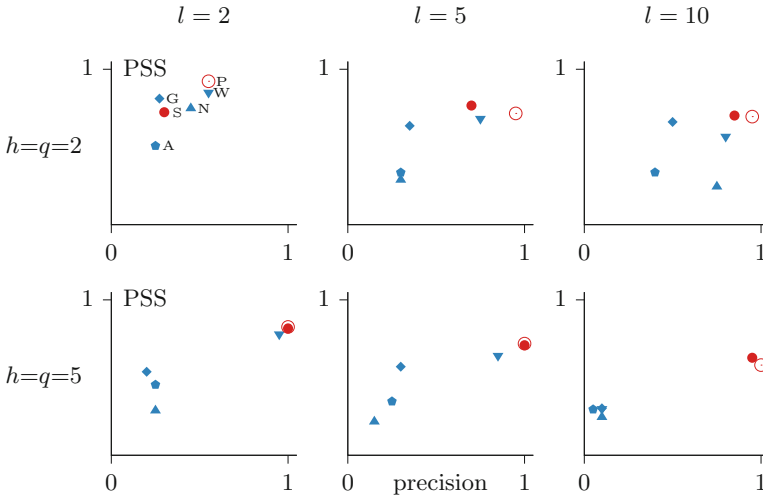 l = 2 l = 5 l = 10
1 PSS 1 1
P
W
G
N
S
h=q=2
A
0 1 0 1 0 1
1 PSS 1 1
h=q=5
0 1 0 precision 1 0 1